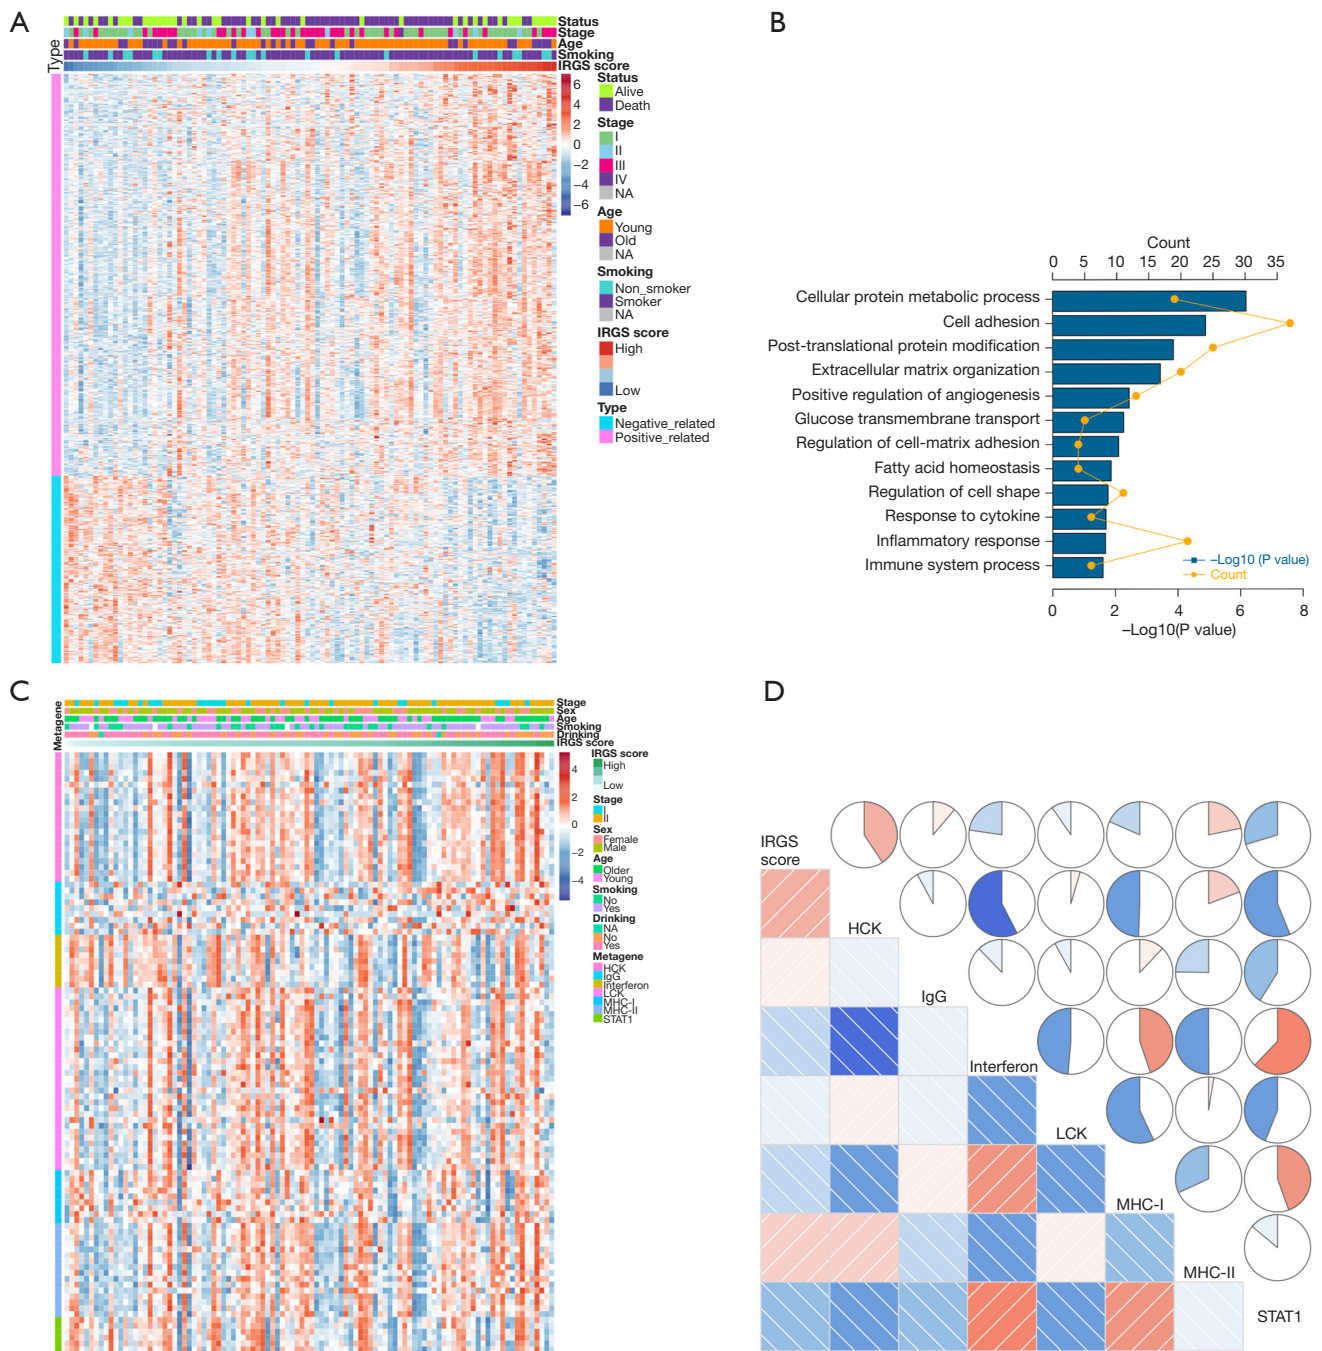 A
Type
Status
Stage
Age
Smoking
IRGS score
6
4
2
0
−2
−4
−6
Status
Alive
Death
Stage
I
II
III
IV
NA
Age
Young
Old
NA
Smoking
Non_smoker
Smoker
NA
IRGS score
High
Low
Type
Negative_related
Positive_related
B
Count
0 5 10 15 20 25 30 35
Cellular protein metabolic process
Cell adhesion
Post-translational protein modification
Extracellular matrix organization
Positive regulation of angiogenesis
Glucose transmembrane transport
Regulation of cell-matrix adhesion
Fatty acid homeostasis
Regulation of cell shape
Response to cytokine
Inflammatory response
Immune system process
−Log10 (P value)
Count
0 2 4 6 8
−Log10(P value)
C
Metagene
Stage
Sex
Age
Smoking
Drinking
IRGS score
4
2
0
−2
−4
IRGS score
High
Low
Stage
I
II
Sex
Female
Male
Age
Older
Young
Smoking
No
Yes
Drinking
NA
No
Yes
Metagene
HCK
IgG
Interferon
LCK
MHC-I
MHC-II
STAT1
D
IRGS
score
HCK
IgG
Interferon
LCK
MHC-I
MHC-II
STAT1